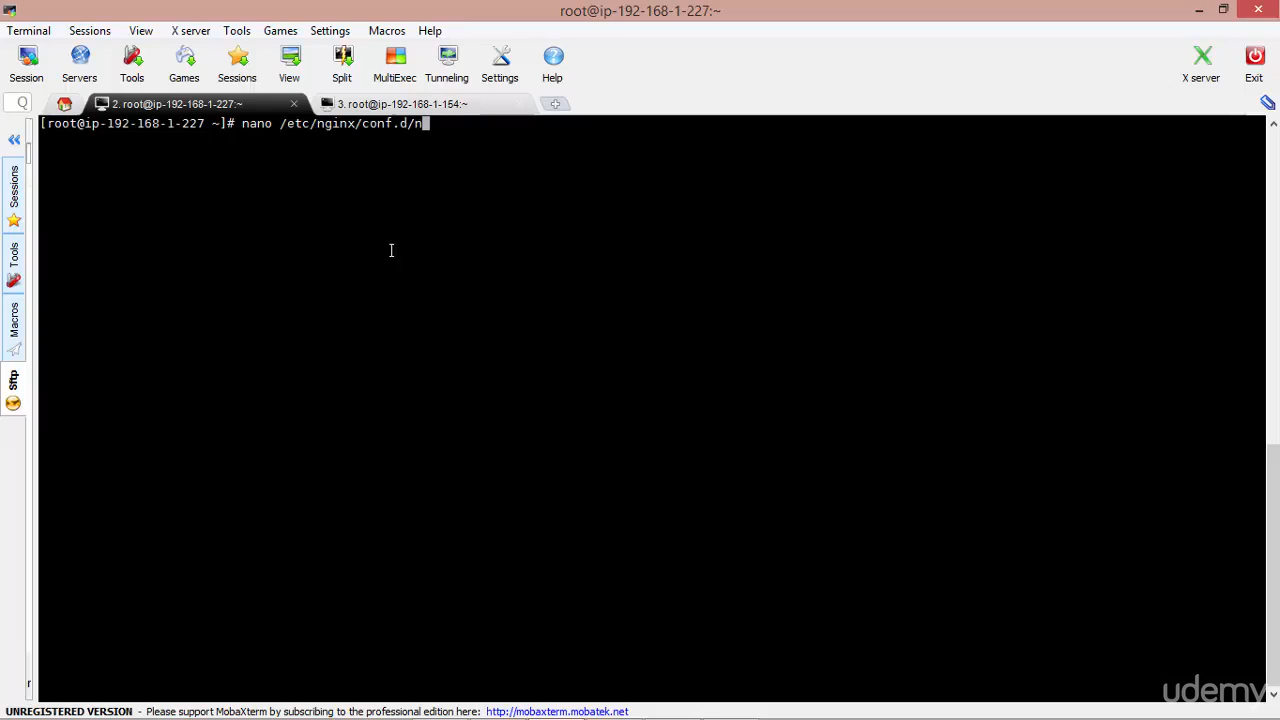 root@ip-192-168-1-227:~
Terminal Sessions View X server Tools Games Settings Macros Help
Session Servers Tools Games Sessions View Split MultiExec Tunneling Settings Help X server Exit
2. root@ip-192-168-1-227:~ 3. root@ip-192-168-1-154:~
[root@ip-192-168-1-227 ~]# nano /etc/nginx/conf.d/n
Sessions
Tools
Macros
Sftp
r
udemy
UNREGISTERED VERSION - Please support MobaXterm by subscribing to the professional edition here: http://mobaxterm.mobatek.net